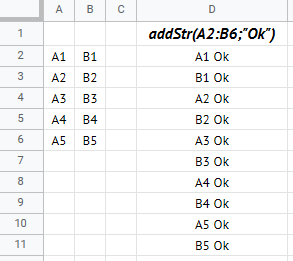 A B C D
1 addStr(A2:B6;"Ok")
2 A1 B1 A1 Ok
3 A2 B2 B1 Ok
4 A3 B3 A2 Ok
5 A4 B4 B2 Ok
6 A5 B5 A3 Ok
7 B3 Ok
8 A4 Ok
9 B4 Ok
10 A5 Ok
11 B5 Ok